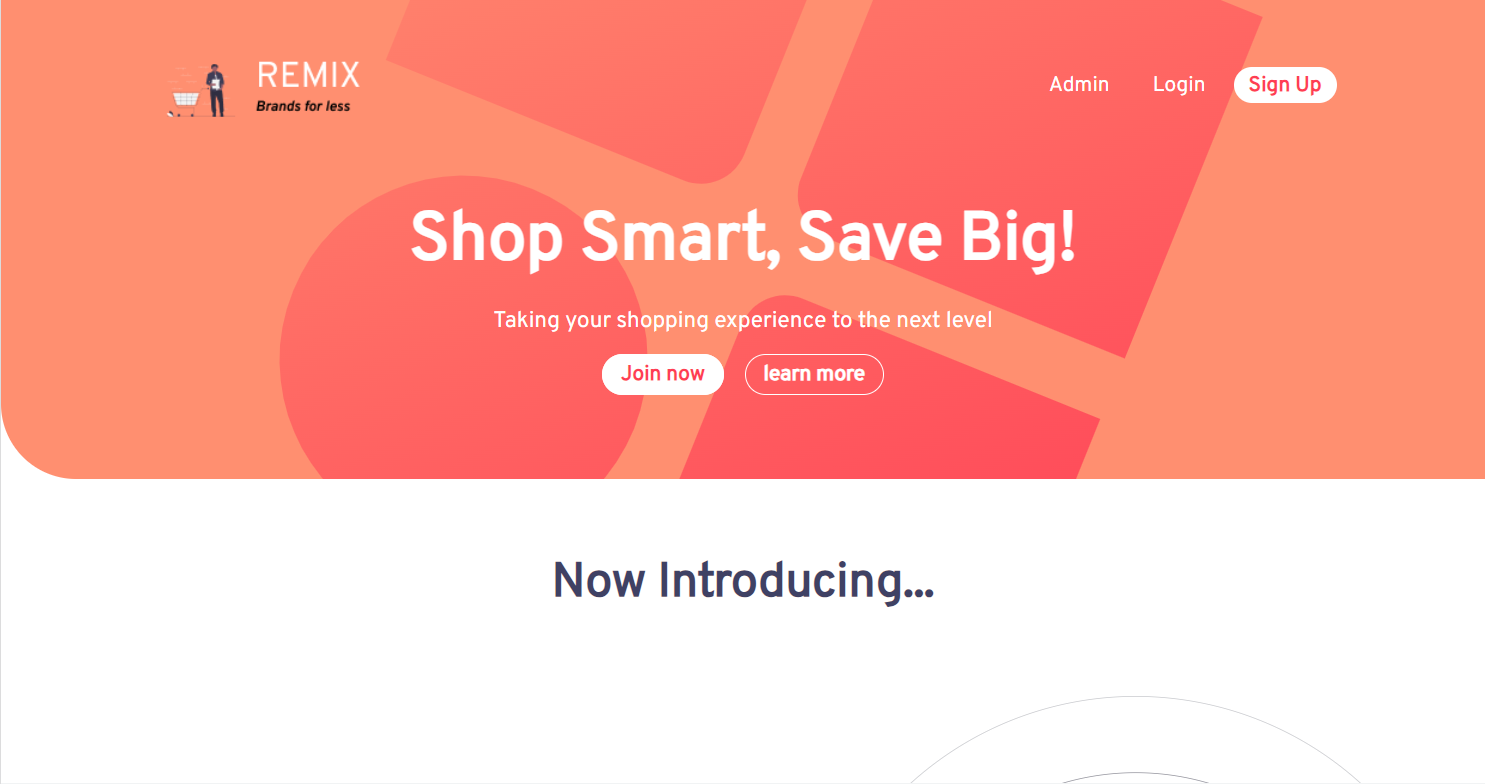 REMIX
Brands for less
Admin
Login
Sign Up
Shop Smart, Save Big!
Taking your shopping experience to the next level
Join now
learn more
Now Introducing...